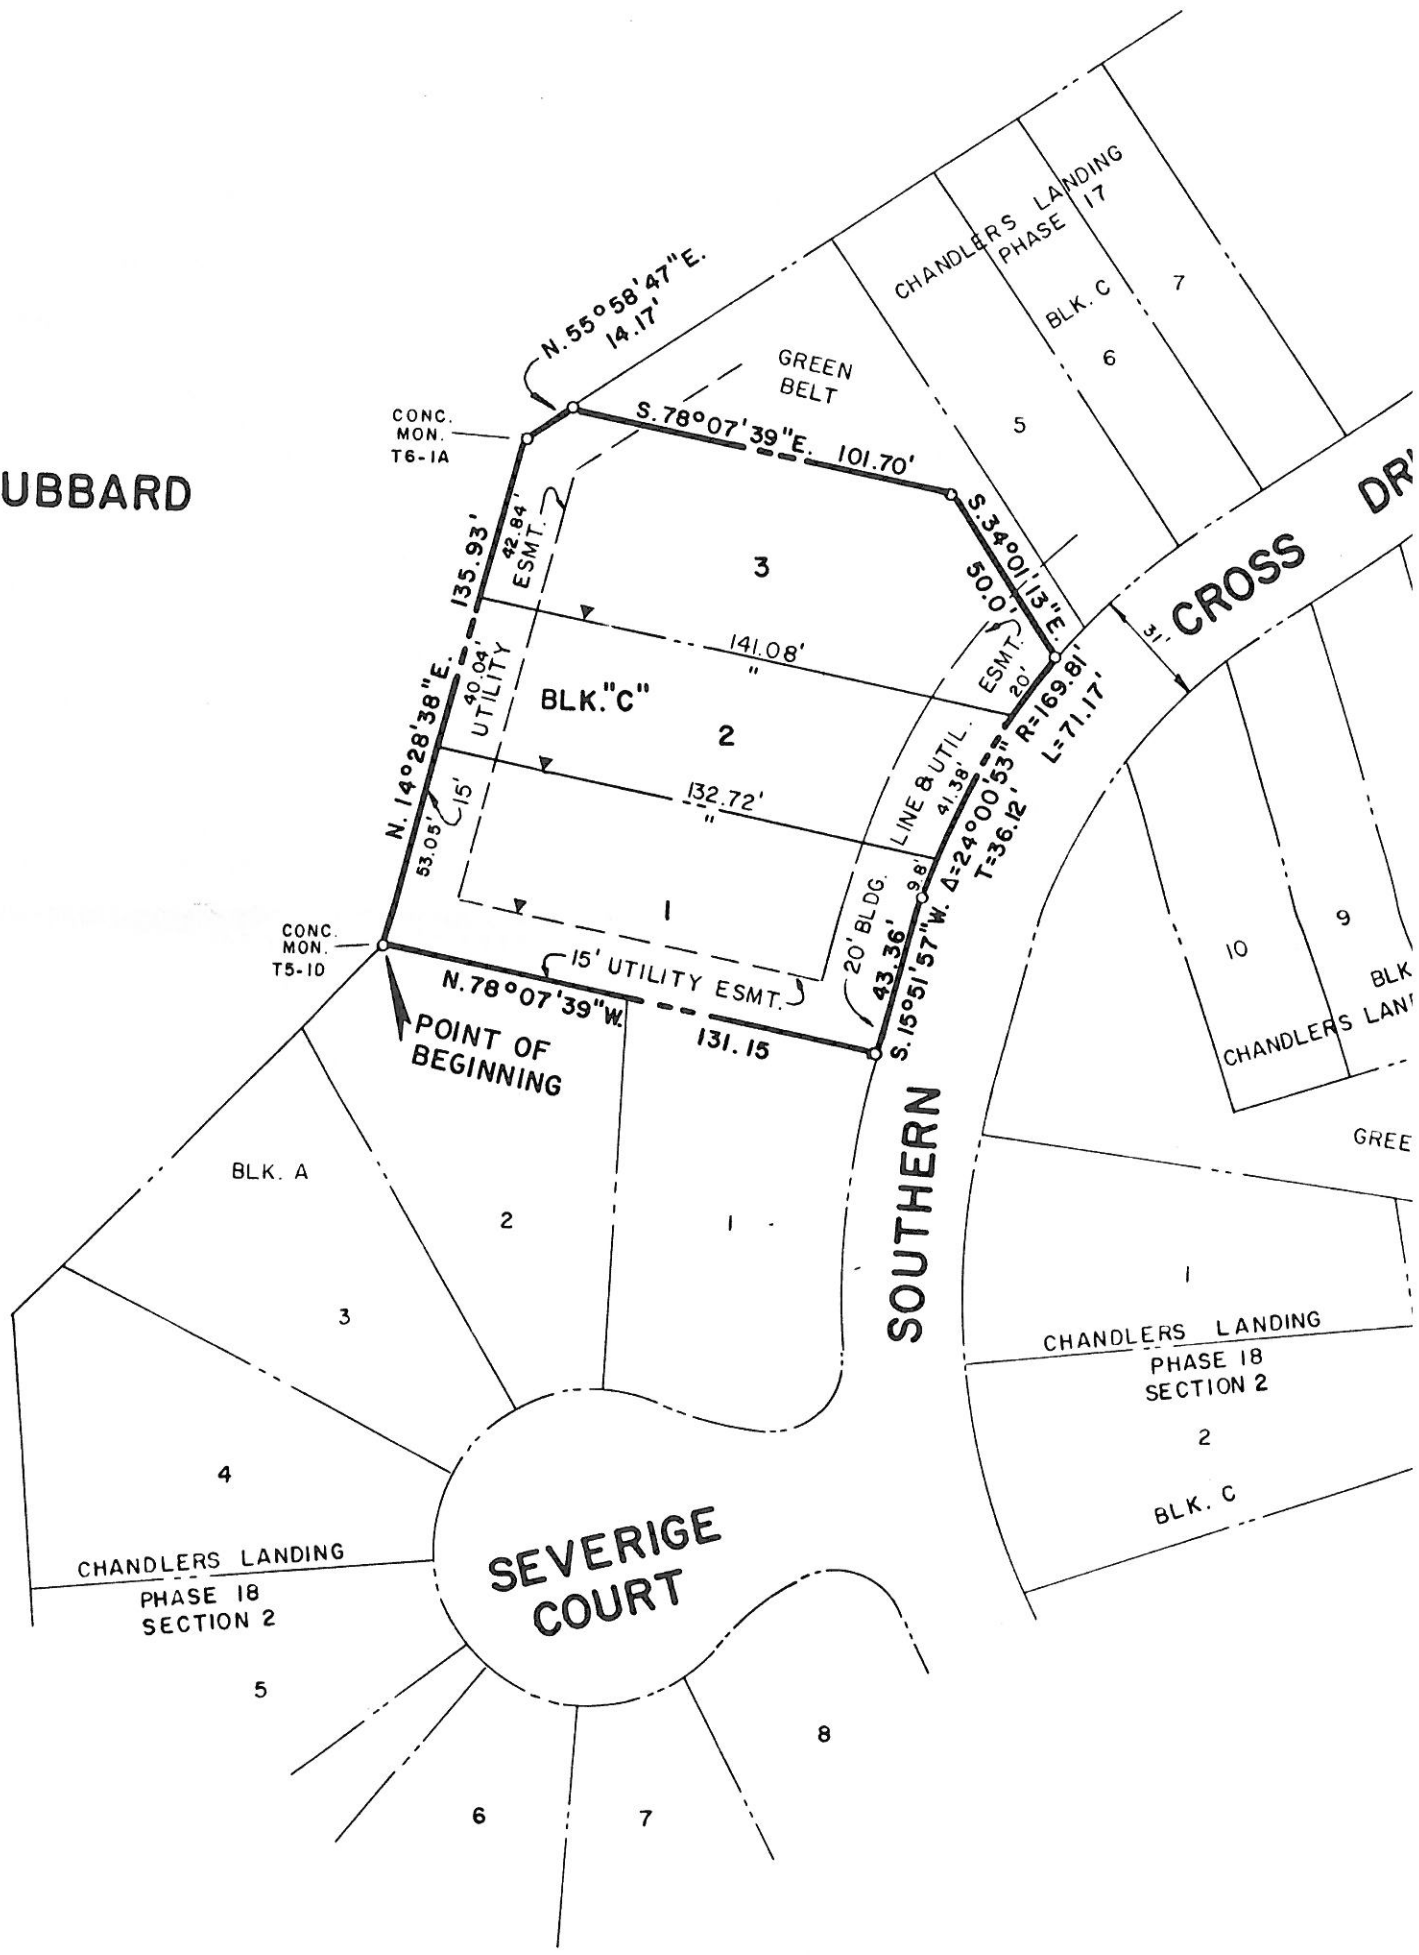 CHANDLERS LANDING
PHASE 17
BLK. C
7
6
5
N. 55°58'47"E.
14.17'
GREEN
BELT
CONC.
MON.
T6-1A
S. 78°07'39"E. 101.70'
UBBARD
DRI
CROSS
31'
S. 34°01'13"E.
50.0'
42.84'
ESMT.
135.93'
N. 14°28'38"E.
3
141.08'
"
40.04'
UTILITY
BLK. "C"
2
ESMT.
20'
R=169.81'
L=71.17'
LINE & UTIL.
41.38'
Δ=24°00'53"
T=36.12'
15'
53.05'
132.72'
"
1
9.8'
20' BLDG.
43.36'
S. 15°51'57"W.
CONC.
MON.
T5-1D
15' UTILITY ESMT.
N. 78°07'39"W. 131.15
POINT OF
BEGINNING
10
9
BLK
CHANDLERS LAN
GREE
SOUTHERN
BLK. A
2
1
3
4
1
CHANDLERS LANDING
PHASE 18
SECTION 2
2
BLK. C
CHANDLERS LANDING
PHASE 18
SECTION 2
SEVERIGE
COURT
5
6
7
8